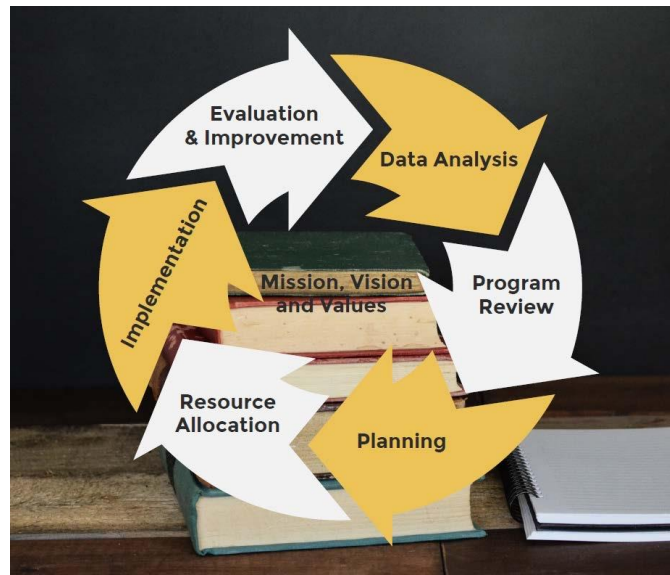 Evaluation
& Improvement
Data Analysis
Program
Review
Planning
Resource
Allocation
Implementation
Mission, Vision
and Values